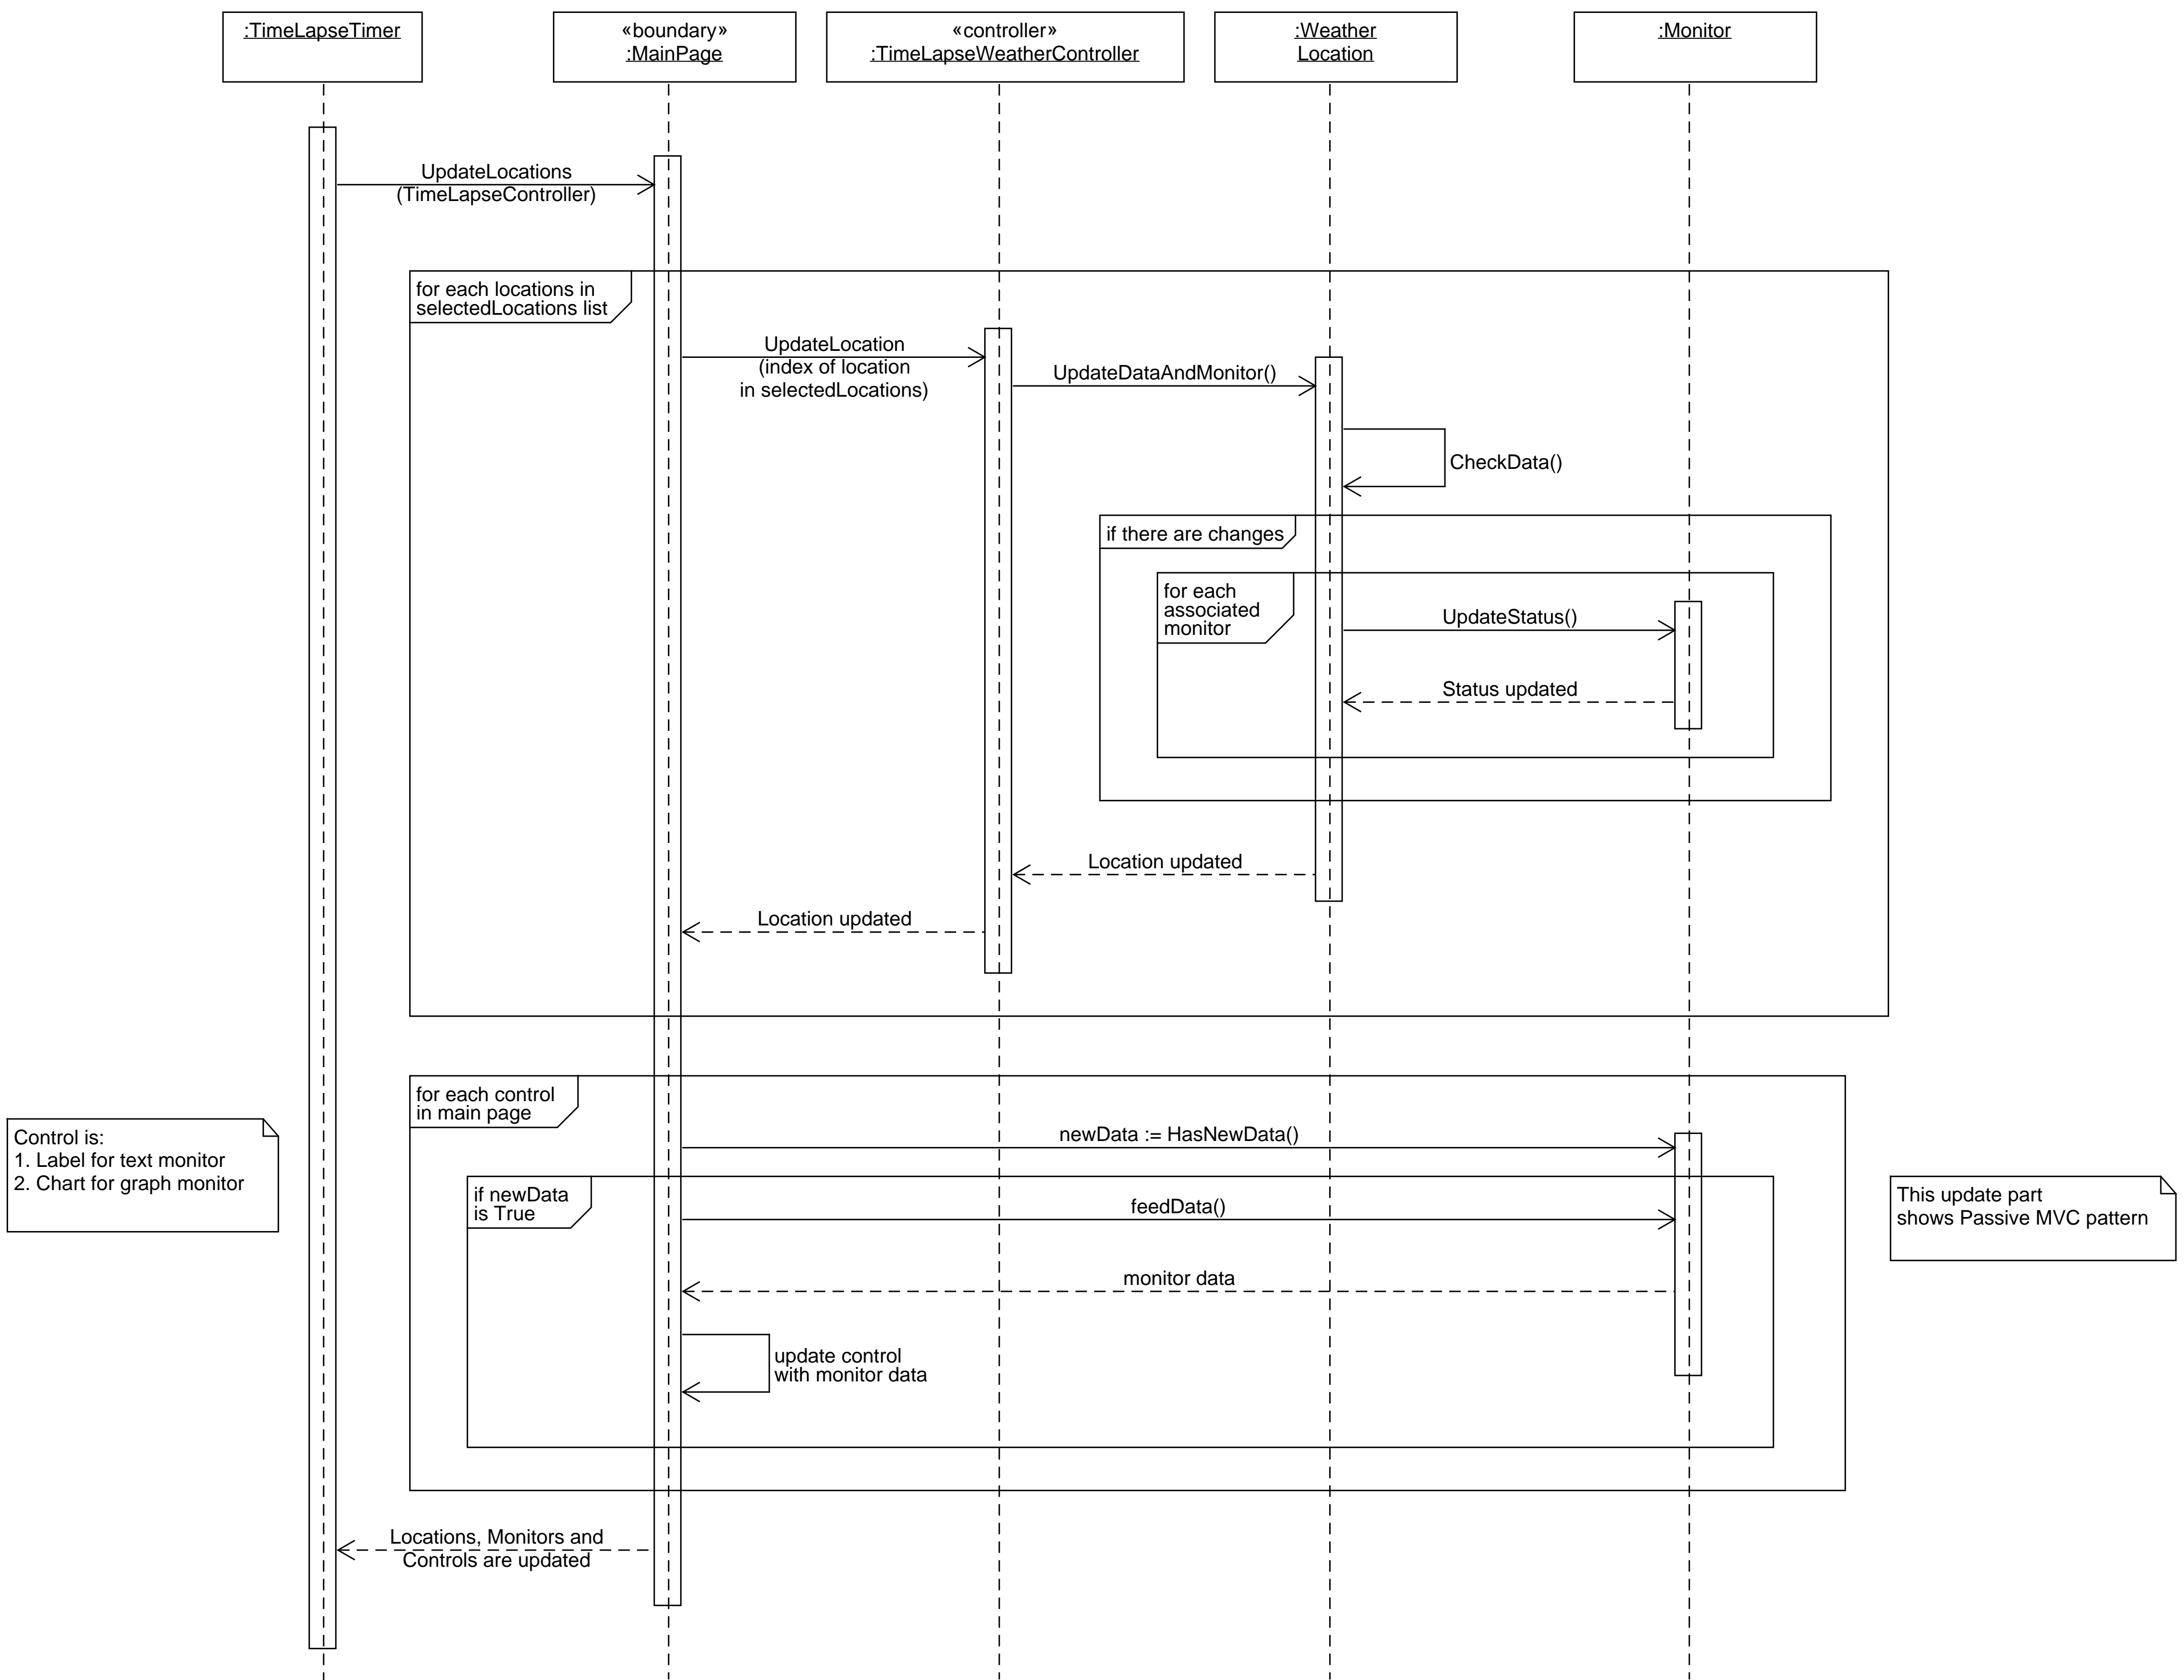 :TimeLapseTimer
«boundary»
:MainPage
«controller»
:TimeLapseWeatherController
:Weather
Location
:Monitor
UpdateLocations
(TimeLapseController)
for each locations in
selectedLocations list
UpdateLocation
(index of location
in selectedLocations)
UpdateDataAndMonitor()
CheckData()
if there are changes
for each
associated
monitor
UpdateStatus()
Status updated
Location updated
Location updated
for each control
in main page
Control is:
1. Label for text monitor
2. Chart for graph monitor
newData := HasNewData()
if newData
is True
feedData()
This update part
shows Passive MVC pattern
monitor data
update control
with monitor data
Locations, Monitors and
Controls are updated